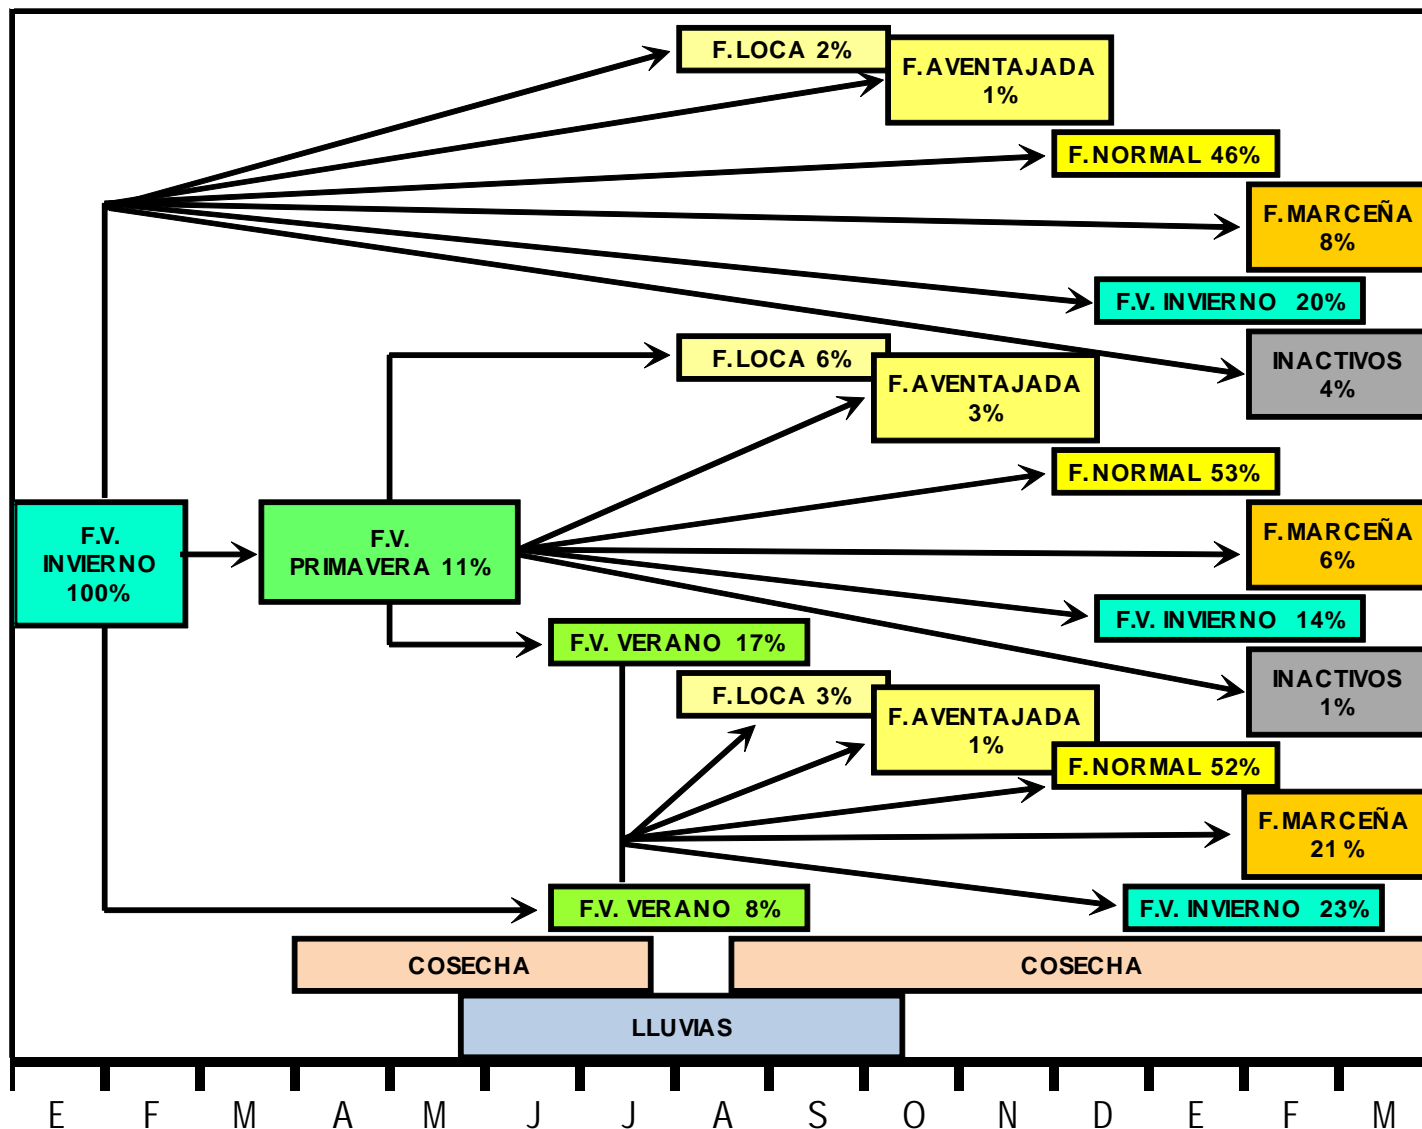 F.LOCA 2%
F.AVENTAJADA
1%
F.NORMAL 46%
F.MARCEÑA
8%
F.V. INVIERNO 20%
F.LOCA 6%
INACTIVOS
4%
F.AVENTAJADA
3%
F.NORMAL 53%
F.V.
INVIERNO
100%
F.V.
PRIMAVERA 11%
F.MARCEÑA
6%
F.V. INVIERNO 14%
F.V. VERANO 17%
INACTIVOS
1%
F.LOCA 3%
F.AVENTAJADA
1%
F.NORMAL 52%
F.MARCEÑA
21 %
F.V. VERANO 8%
F.V. INVIERNO 23%
COSECHA
COSECHA
LLUVIAS
E F M A M J J A S O N D E F M